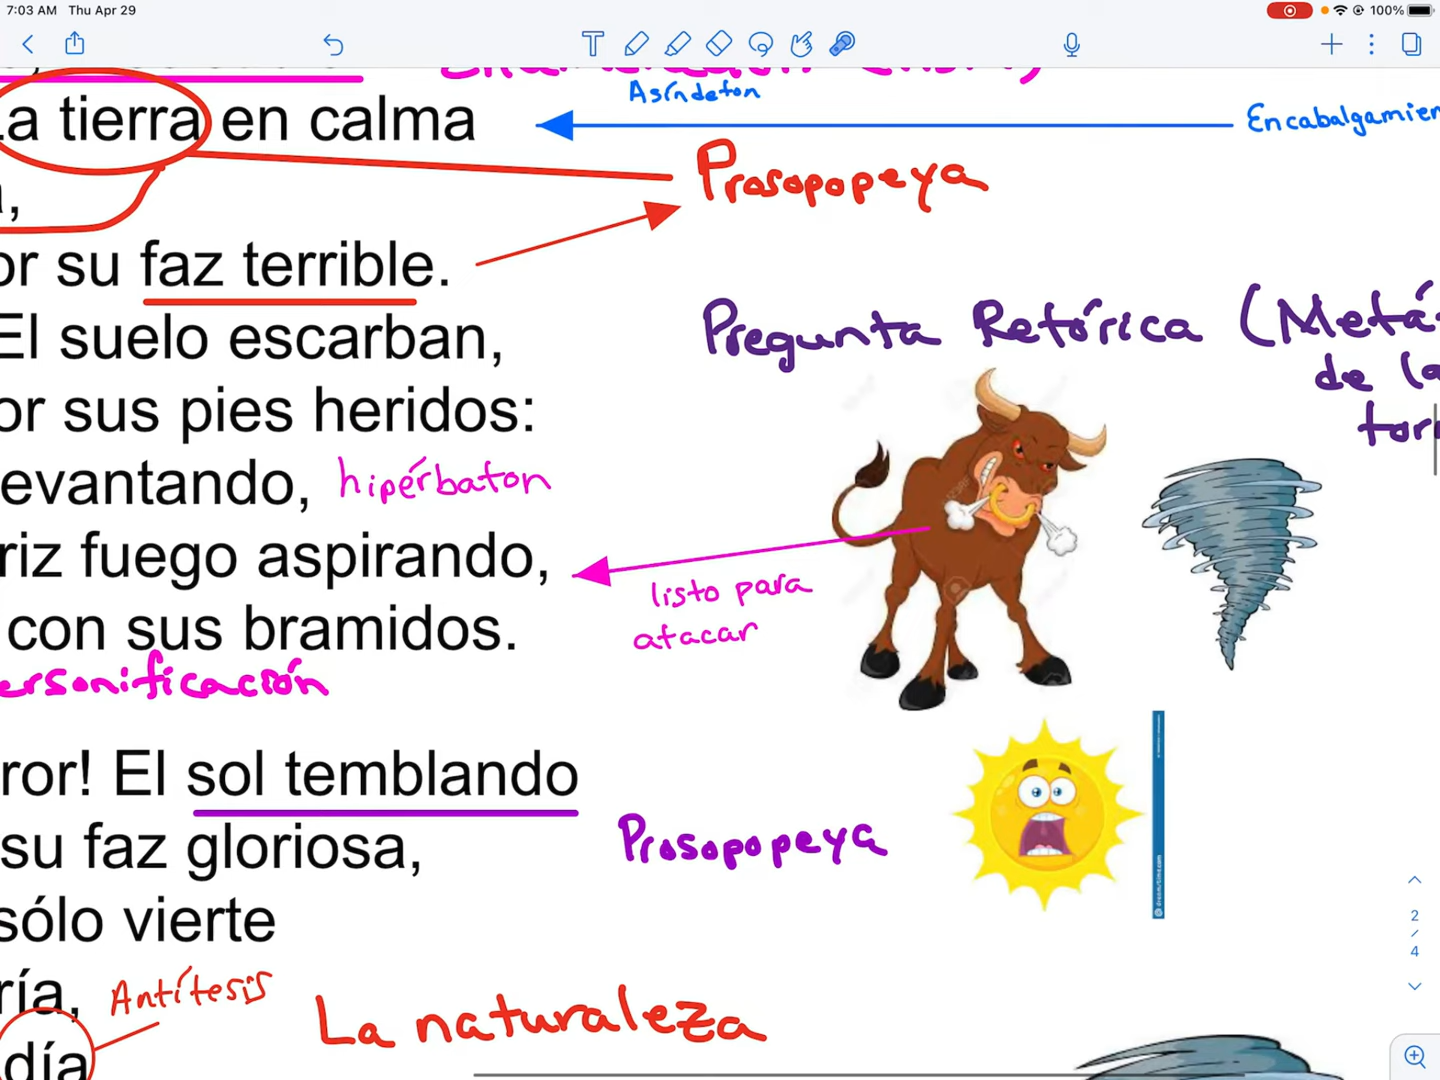 7:03 AM Thu Apr 29
100%
Asíndeton
La tierra en calma
Encabalgamien
Prosopopeya
or su faz terrible.
El suelo escarban,
Pregunta Retórica (Metá
de la
or sus pies heridos:
tor
evantando, hipérbaton
riz fuego aspirando,
listo para
atacar
con sus bramidos.
ersonificación
ror! El sol temblando
su faz gloriosa,
Prosopopeya
sólo vierte
2
/
4
ría, Antítesis
La naturaleza
día